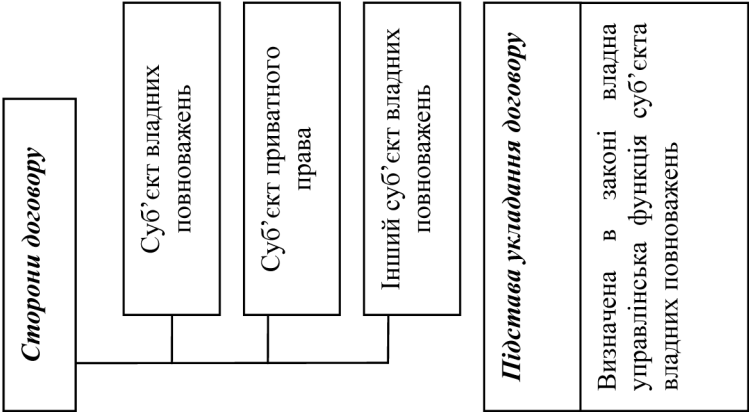 Сторони договору
Суб’єкт владних
повноважень
Суб’єкт приватного
права
Інший суб’єкт владних
повноважень
Підстава укладання договору
Визначена в законі владна
управлінська функція суб’єкта
владних повноважень